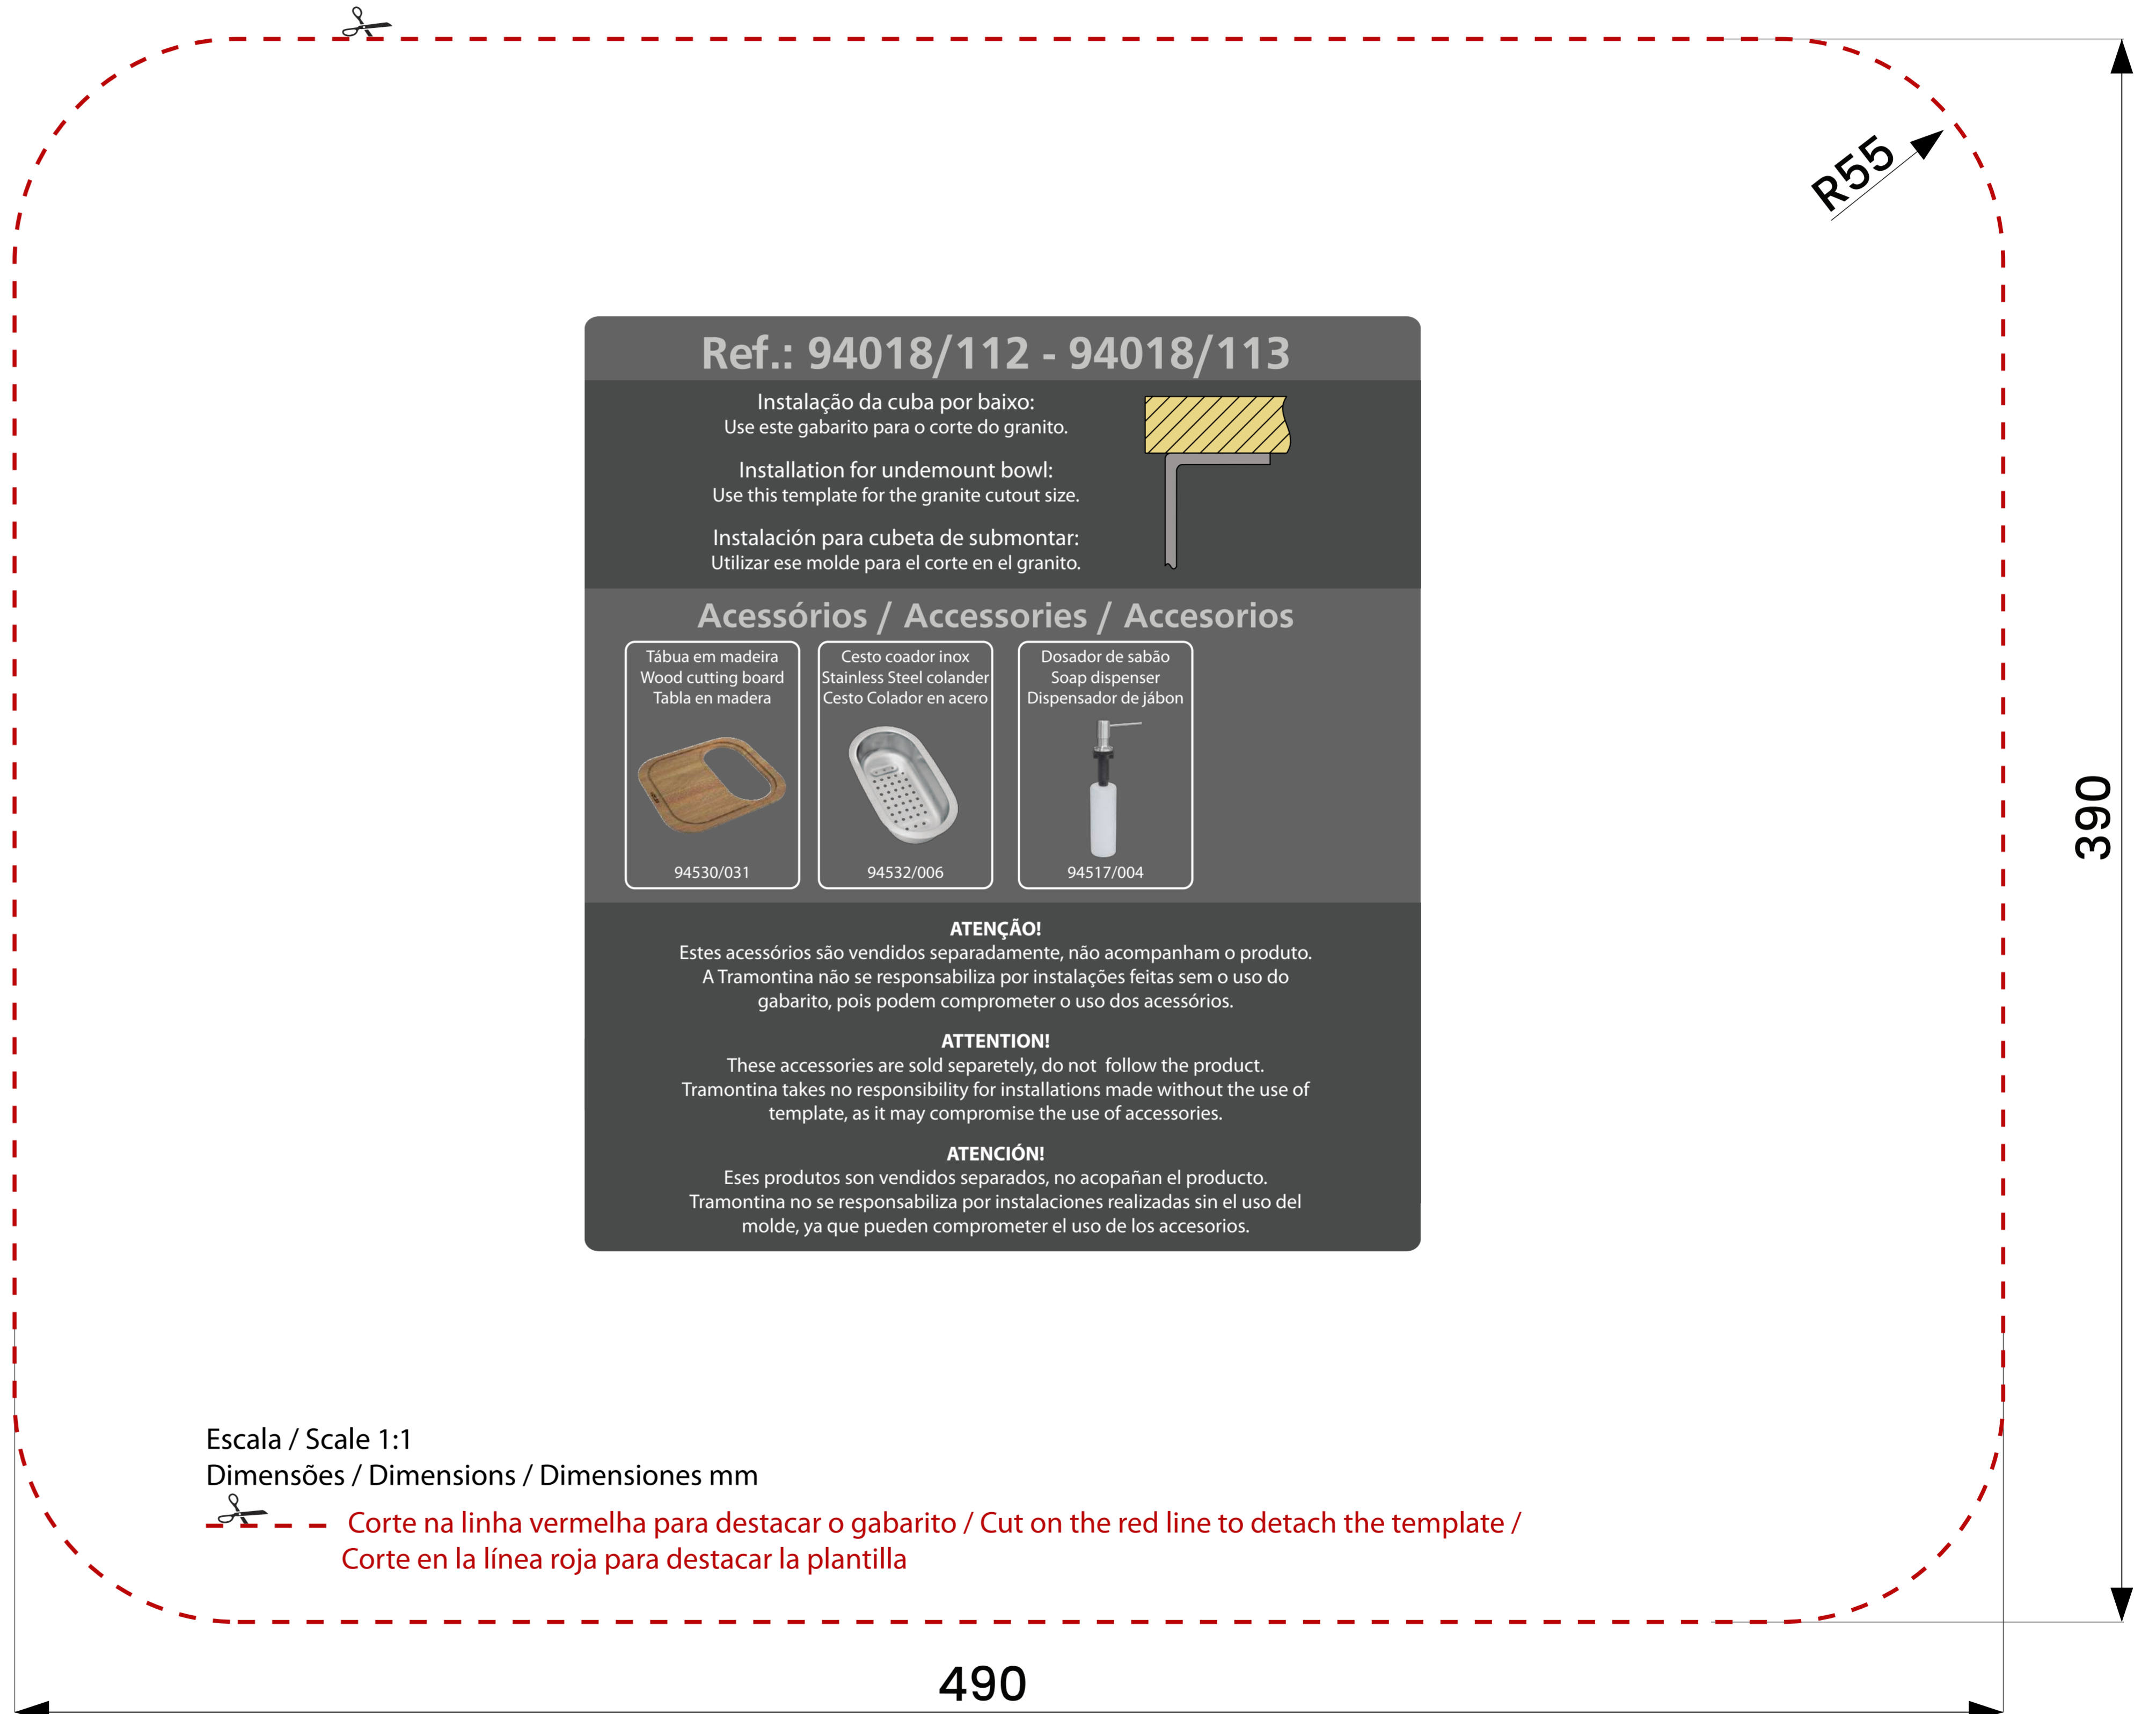 R55
Ref.: 94018/112 - 94018/113
Instalação da cuba por baixo:
Use este gabarito para o corte do granito.
Installation for undemount bowl:
Use this template for the granite cutout size.
Instalación para cubeta de submontar:
Utilizar ese molde para el corte en el granito.
Acessórios / Accessories / Accesorios
Tábua em madeira
Wood cutting board
Tabla en madera
94530/031
Cesto coador inox
Stainless Steel colander
Cesto Colador en acero
94532/006
Dosador de sabão
Soap dispenser
Dispensador de jábon
94517/004
390
ATENÇÃO!
Estes acessórios são vendidos separadamente, não acompanham o produto.
A Tramontina não se responsabiliza por instalações feitas sem o uso do
gabarito, pois podem comprometer o uso dos acessórios.
ATTENTION!
These accessories are sold separetely, do not  follow the product.
Tramontina takes no responsibility for installations made without the use of
template, as it may compromise the use of accessories.
ATENCIÓN!
Eses produtos son vendidos separados, no acopañan el producto.
Tramontina no se responsabiliza por instalaciones realizadas sin el uso del
molde, ya que pueden comprometer el uso de los accesorios.
Escala / Scale 1:1
Dimensões / Dimensions / Dimensiones mm
Corte na linha vermelha para destacar o gabarito / Cut on the red line to detach the template /
Corte en la línea roja para destacar la plantilla
490